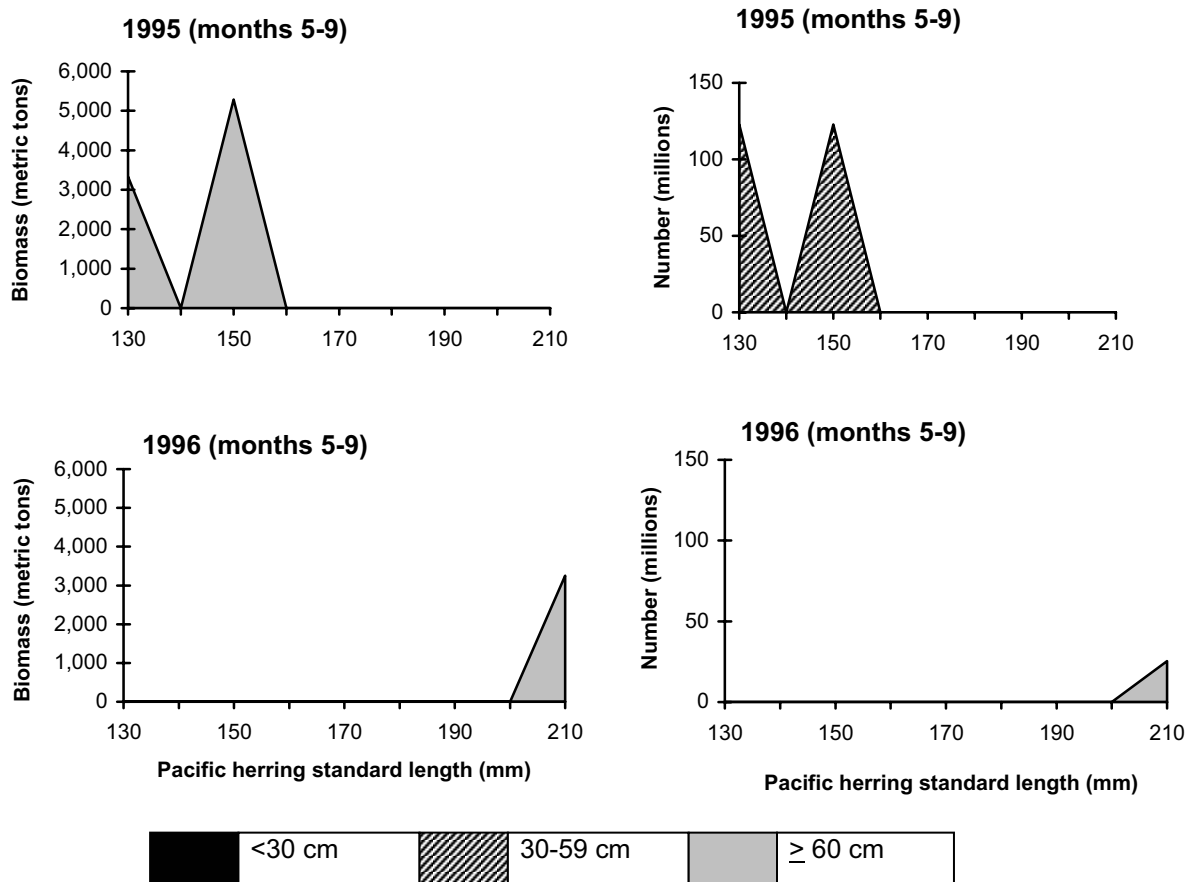 1995 (months 5-9)
Biomass (metric tons)
6,000
5,000
4,000
3,000
2,000
1,000
0
130 150 170 190 210
1995 (months 5-9)
Number (millions)
150
100
50
0
130 150 170 190 210
1996 (months 5-9)
Biomass (metric tons)
6,000
5,000
4,000
3,000
2,000
1,000
0
130 150 170 190 210
Pacific herring standard length (mm)
1996 (months 5-9)
Number (millions)
150
100
50
0
130 150 170 190 210
Pacific herring standard length (mm)
<30 cm 30-59 cm ≥ 60 cm